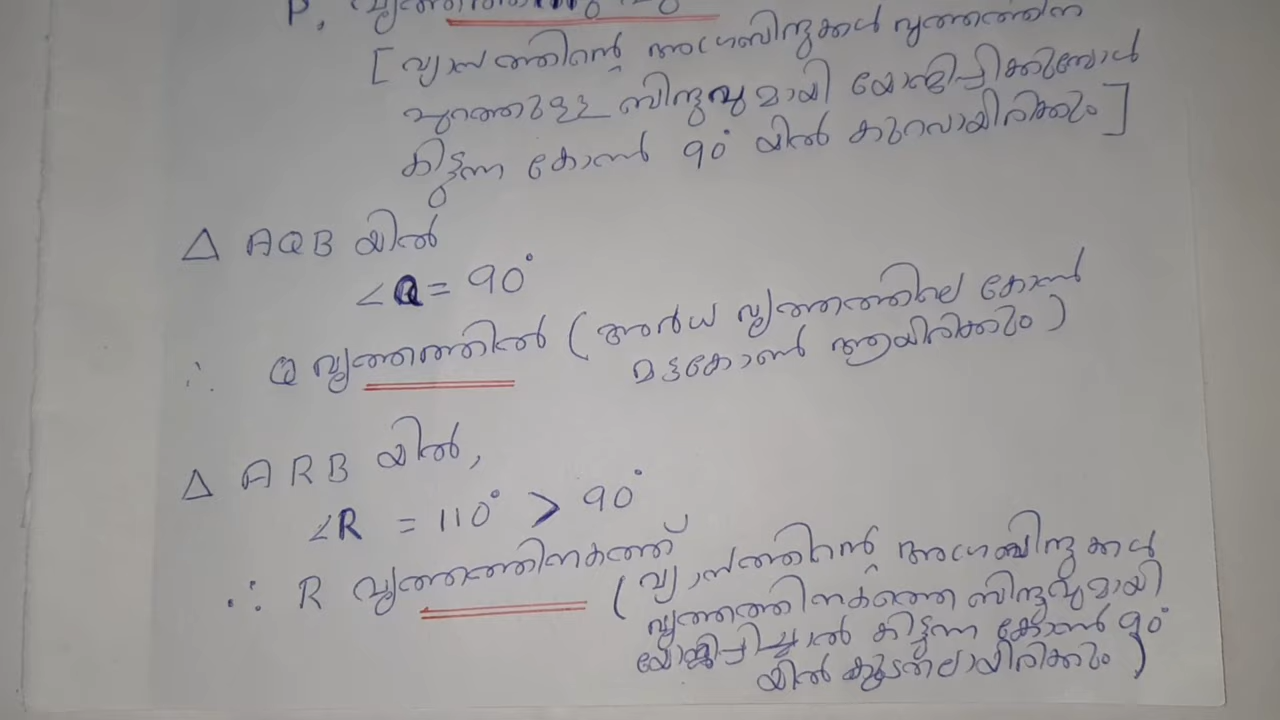 P, വൃത്തത്തിനു
[ വ്യാസത്തിന്റെ അഗ്രബിന്ദുക്കൾ വൃത്തത്തിന
പുറത്തുള്ള ബിന്ദുവുമായി യോജിപ്പിക്കുമ്പോൾ
കിട്ടുന്ന കോൺ 90° യിൽ കുറവായിരിക്കും ]
Δ AQB യിൽ
∠Q = 90°
∴ Q വൃത്തത്തിൽ ( അർധ വൃത്തത്തിലെ കോൺ
മട്ടകോൺ ആയിരിക്കും )
Δ ARB യിൽ,
∠R = 110° > 90°
∴ R വൃത്തത്തിനകത്ത് ( വ്യാസത്തിന്റെ അഗ്രബിന്ദുക്കൾ
വൃത്തത്തിനകത്തെ ബിന്ദുവുമായി
യോജിപ്പിച്ചാൽ കിട്ടുന്ന കോൺ 90°
യിൽ കൂടുതലായിരിക്കും )